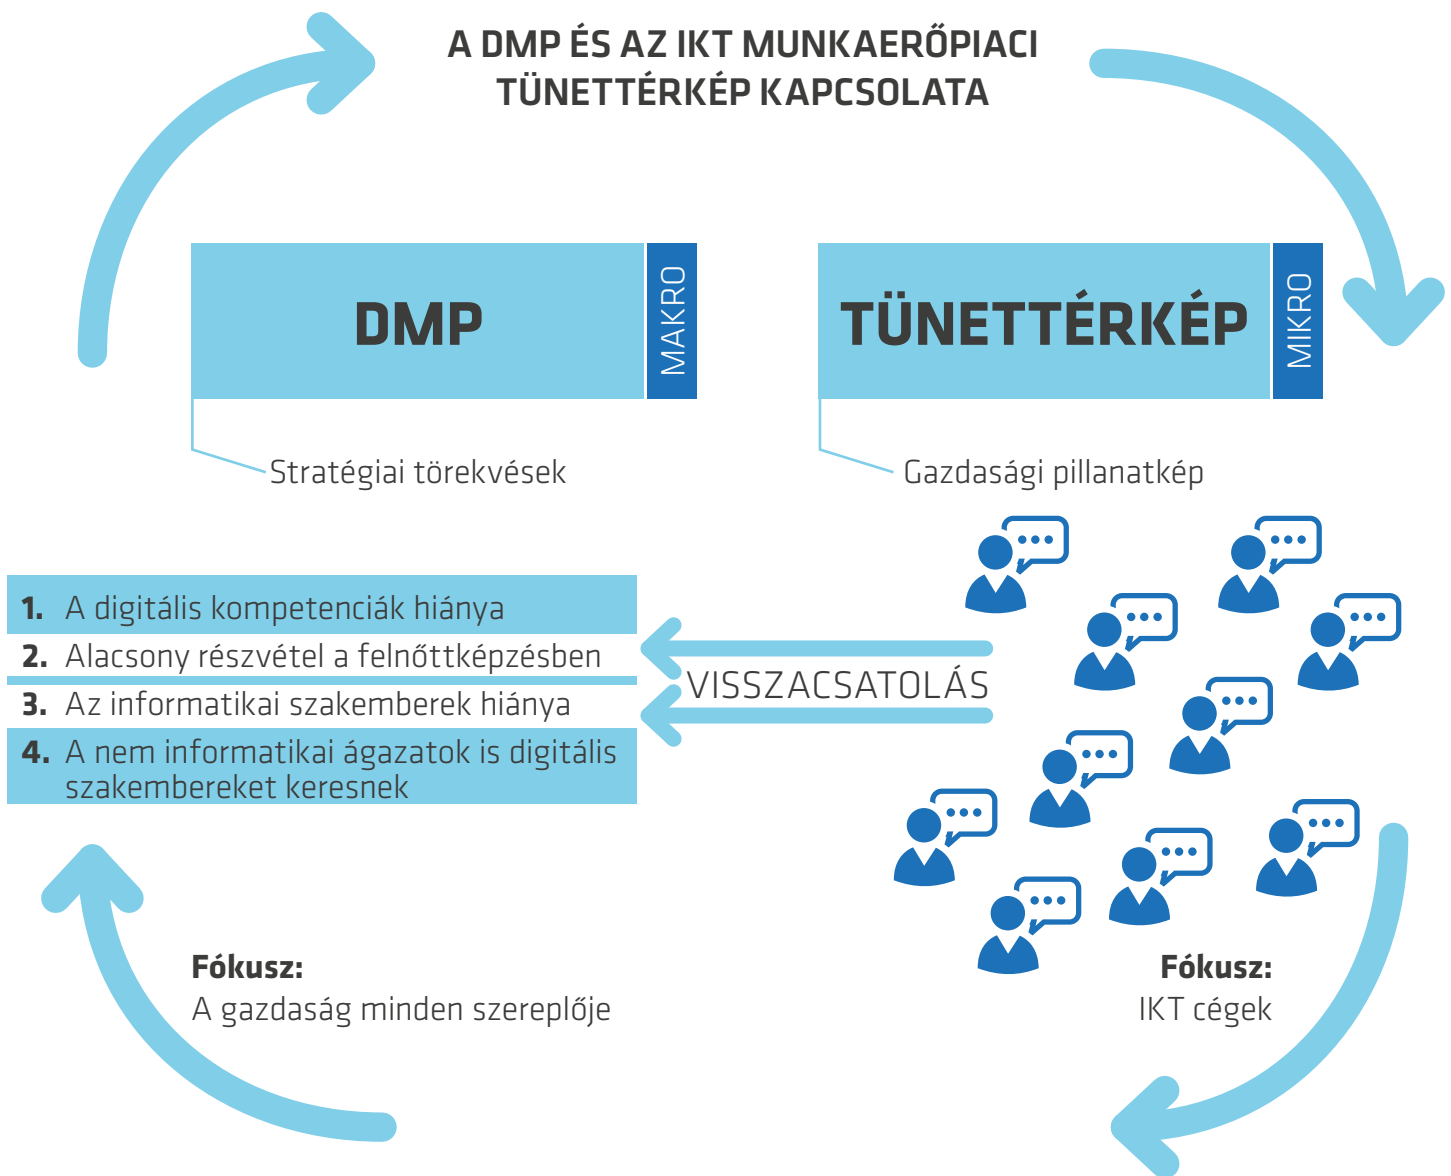 A DMP ÉS AZ IKT MUNKAERŐPIACI
TÜNETTÉRKÉP KAPCSOLATA
DMP
MAKRO
TÜNETTÉRKÉP
MIKRO
Stratégiai törekvések
Gazdasági pillanatkép
1. A digitális kompetenciák hiánya
2. Alacsony részvétel a felnőttképzésben
3. Az informatikai szakemberek hiánya
4. A nem informatikai ágazatok is digitális
szakembereket keresnek
VISSZACSATOLÁS
Fókusz:
A gazdaság minden szereplője
Fókusz:
IKT cégek